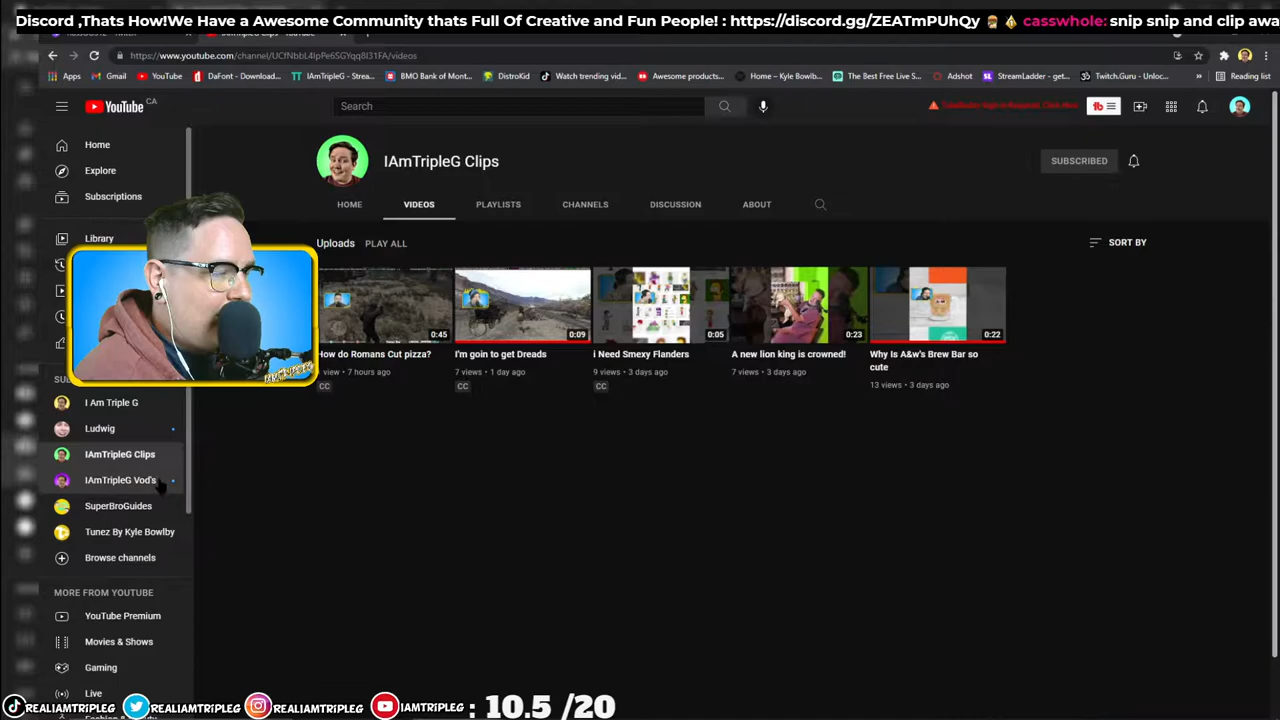 Discord ,Thats How!We Have a Awesome Community thats Full Of Creative and Fun People! : https://discord.gg/ZEATmPUhQy casswhole: snip snip and clip awa
https://www.youtube.com/channel/UCfNbbL4IpPe6SGYqq8I31FA/videos
Apps Gmail YouTube DaFont - Download... IAmTripleG - Strea... BMO Bank of Mont... DistroKid Watch trending vid... Awesome products... Home – Kyle Bowlb... The Best Free Live S... Adshot StreamLadder - get... Twitch.Guru - Unloc... Reading list
YouTube CA
Search
tb
Home
Explore
Subscriptions
Library
IAmTripleG Clips
SUBSCRIBED
HOME VIDEOS PLAYLISTS CHANNELS DISCUSSION ABOUT
Uploads PLAY ALL
SORT BY
0:45
0:09
0:05
0:23
0:22
How do Romans Cut pizza?
view • 7 hours ago
CC
I'm goin to get Dreads
7 views • 1 day ago
CC
i Need Smexy Flanders
9 views • 3 days ago
CC
A new lion king is crowned!
7 views • 3 days ago
Why Is A&w's Brew Bar so
cute
13 views • 3 days ago
SU
I Am Triple G
Ludwig
IAmTripleG Clips
IAmTripleG Vod's
SuperBroGuides
Tunez By Kyle Bowlby
Browse channels
MORE FROM YOUTUBE
YouTube Premium
Movies & Shows
Gaming
Live
REALIAMTRIPLEG REALIAMTRIPLEG REALIAMTRIPLEG IAMTRIPLEG : 10.5 /20